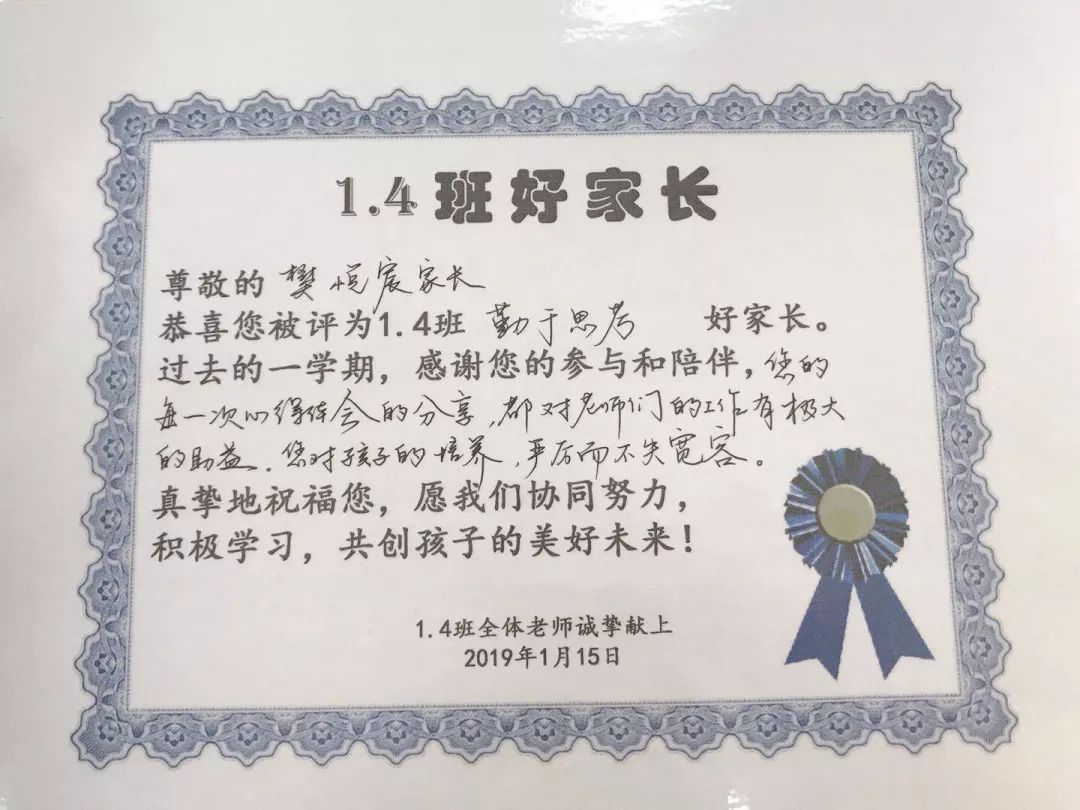 1.4班好家长
尊敬的 樊悦宸家长
恭喜您被评为1.4班 勤于思考 好家长。
过去的一学期，感谢您的参与和陪伴，您的
每一次心得体会的分享，都对老师们的工作有极大
的助益。您对孩子的培养，严厉而不失宽容。
真挚地祝福您，愿我们协同努力，
积极学习，共创孩子的美好未来！
1.4班全体老师诚挚献上
2019年1月15日